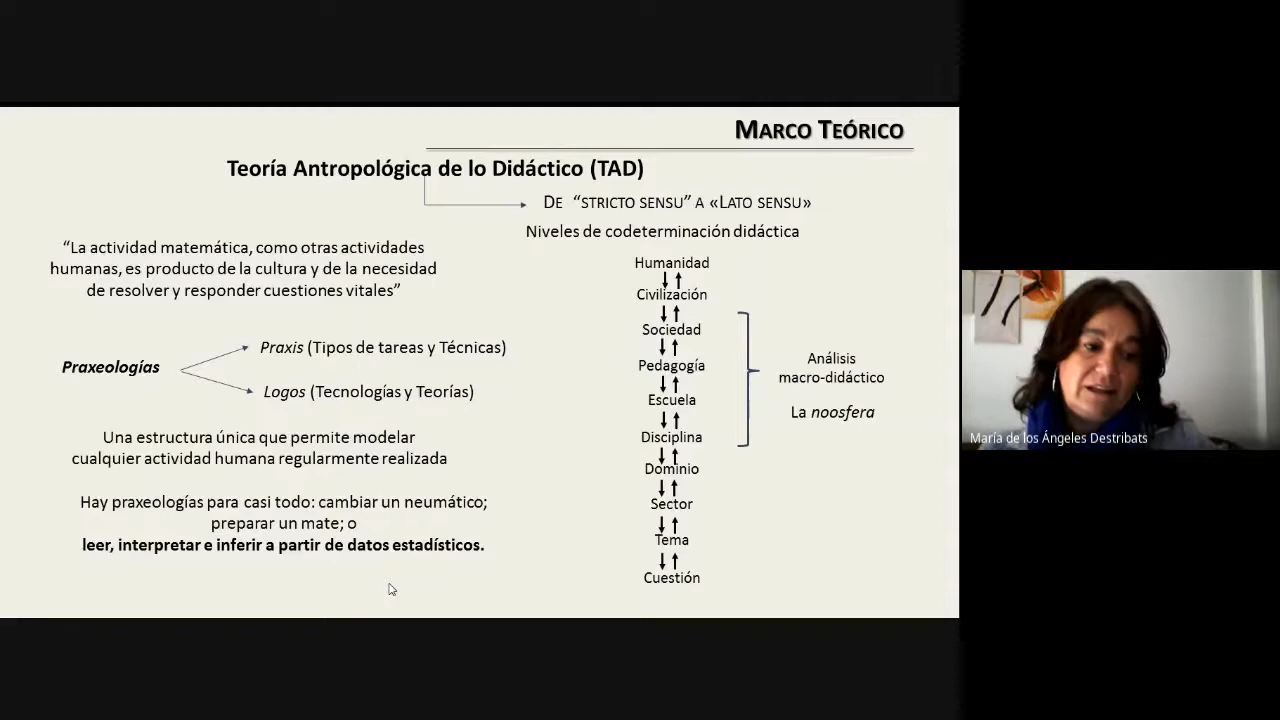 MARCO TEÓRICO
Teoría Antropológica de lo Didáctico (TAD)
DE “STRICTO SENSU” A «LATO SENSU»
Niveles de codeterminación didáctica
“La actividad matemática, como otras actividades
humanas, es producto de la cultura y de la necesidad
de resolver y responder cuestiones vitales”
Praxeologías
Praxis (Tipos de tareas y Técnicas)
Logos (Tecnologías y Teorías)
Una estructura única que permite modelar
cualquier actividad humana regularmente realizada
Hay praxeologías para casi todo: cambiar un neumático;
preparar un mate; o
leer, interpretar e inferir a partir de datos estadísticos.
Humanidad
Civilización
Sociedad
Pedagogía
Escuela
Disciplina
Dominio
Sector
Tema
Cuestión
Análisis
macro-didáctico
La noosfera
María de los Ángeles Destribats